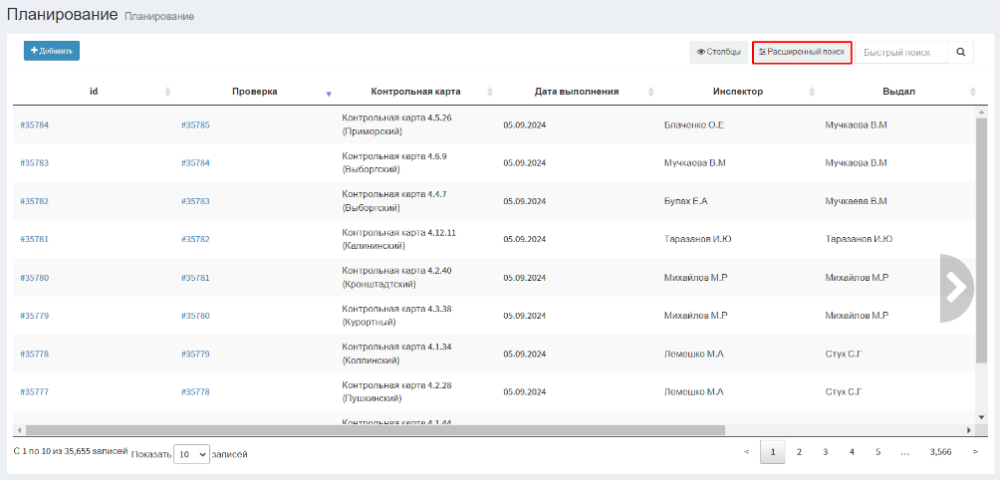 Планирование Планирование
Добавить
Столбцы Расширенный поиск Быстрый поиск
id Проверка Контрольная карта Дата выполнения Инспектор Выдал
#35784 #35785 Контрольная карта 4.5.26 (Приморский) 05.09.2024 Блаченко О.Е Мучкаева В.М
#35783 #35784 Контрольная карта 4.6.9 (Выборгский) 05.09.2024 Мучкаева В.М Мучкаева В.М
#35782 #35783 Контрольная карта 4.4.7 (Выборгский) 05.09.2024 Булах Е.А Мучкаева В.М
#35781 #35782 Контрольная карта 4.12.11 (Калининский) 05.09.2024 Таразанов И.Ю Таразанов И.Ю
#35780 #35781 Контрольная карта 4.2.40 (Кронштадтский) 05.09.2024 Михайлов М.Р Михайлов М.Р
#35779 #35780 Контрольная карта 4.3.38 (Курортный) 05.09.2024 Михайлов М.Р Михайлов М.Р
#35778 #35779 Контрольная карта 4.1.34 (Колпинский) 05.09.2024 Лемешко М.А Стук С.Г
#35777 #35778 Контрольная карта 4.2.28 (Пушкинский) 05.09.2024 Лемешко М.А Стук С.Г
Контрольная карта 4.1.44
С 1 по 10 из 35,655 записей Показать 10 записей < 1 2 3 4 5 … 3,566 >